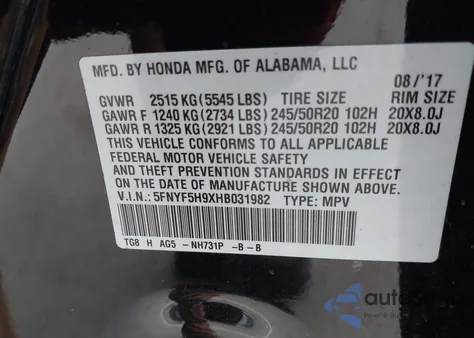 MFD. BY HONDA MFG. OF ALABAMA, LLC
08/'17
GVWR 2515 KG (5545 LBS) TIRE SIZE RIM SIZE
GAWR F 1240 KG (2734 LBS) 245/50R20 102H 20X8.0J
GAWR R 1325 KG (2921 LBS) 245/50R20 102H 20X8.0J
THIS VEHICLE CONFORMS TO ALL APPLICABLE
FEDERAL MOTOR VEHICLE SAFETY
AND THEFT PREVENTION STANDARDS IN EFFECT
ON THE DATE OF MANUFACTURE SHOWN ABOVE.
V.I.N.: 5FNYF5H9XHB031982 TYPE: MPV
TG8 H AG5 -NH731P -B-B